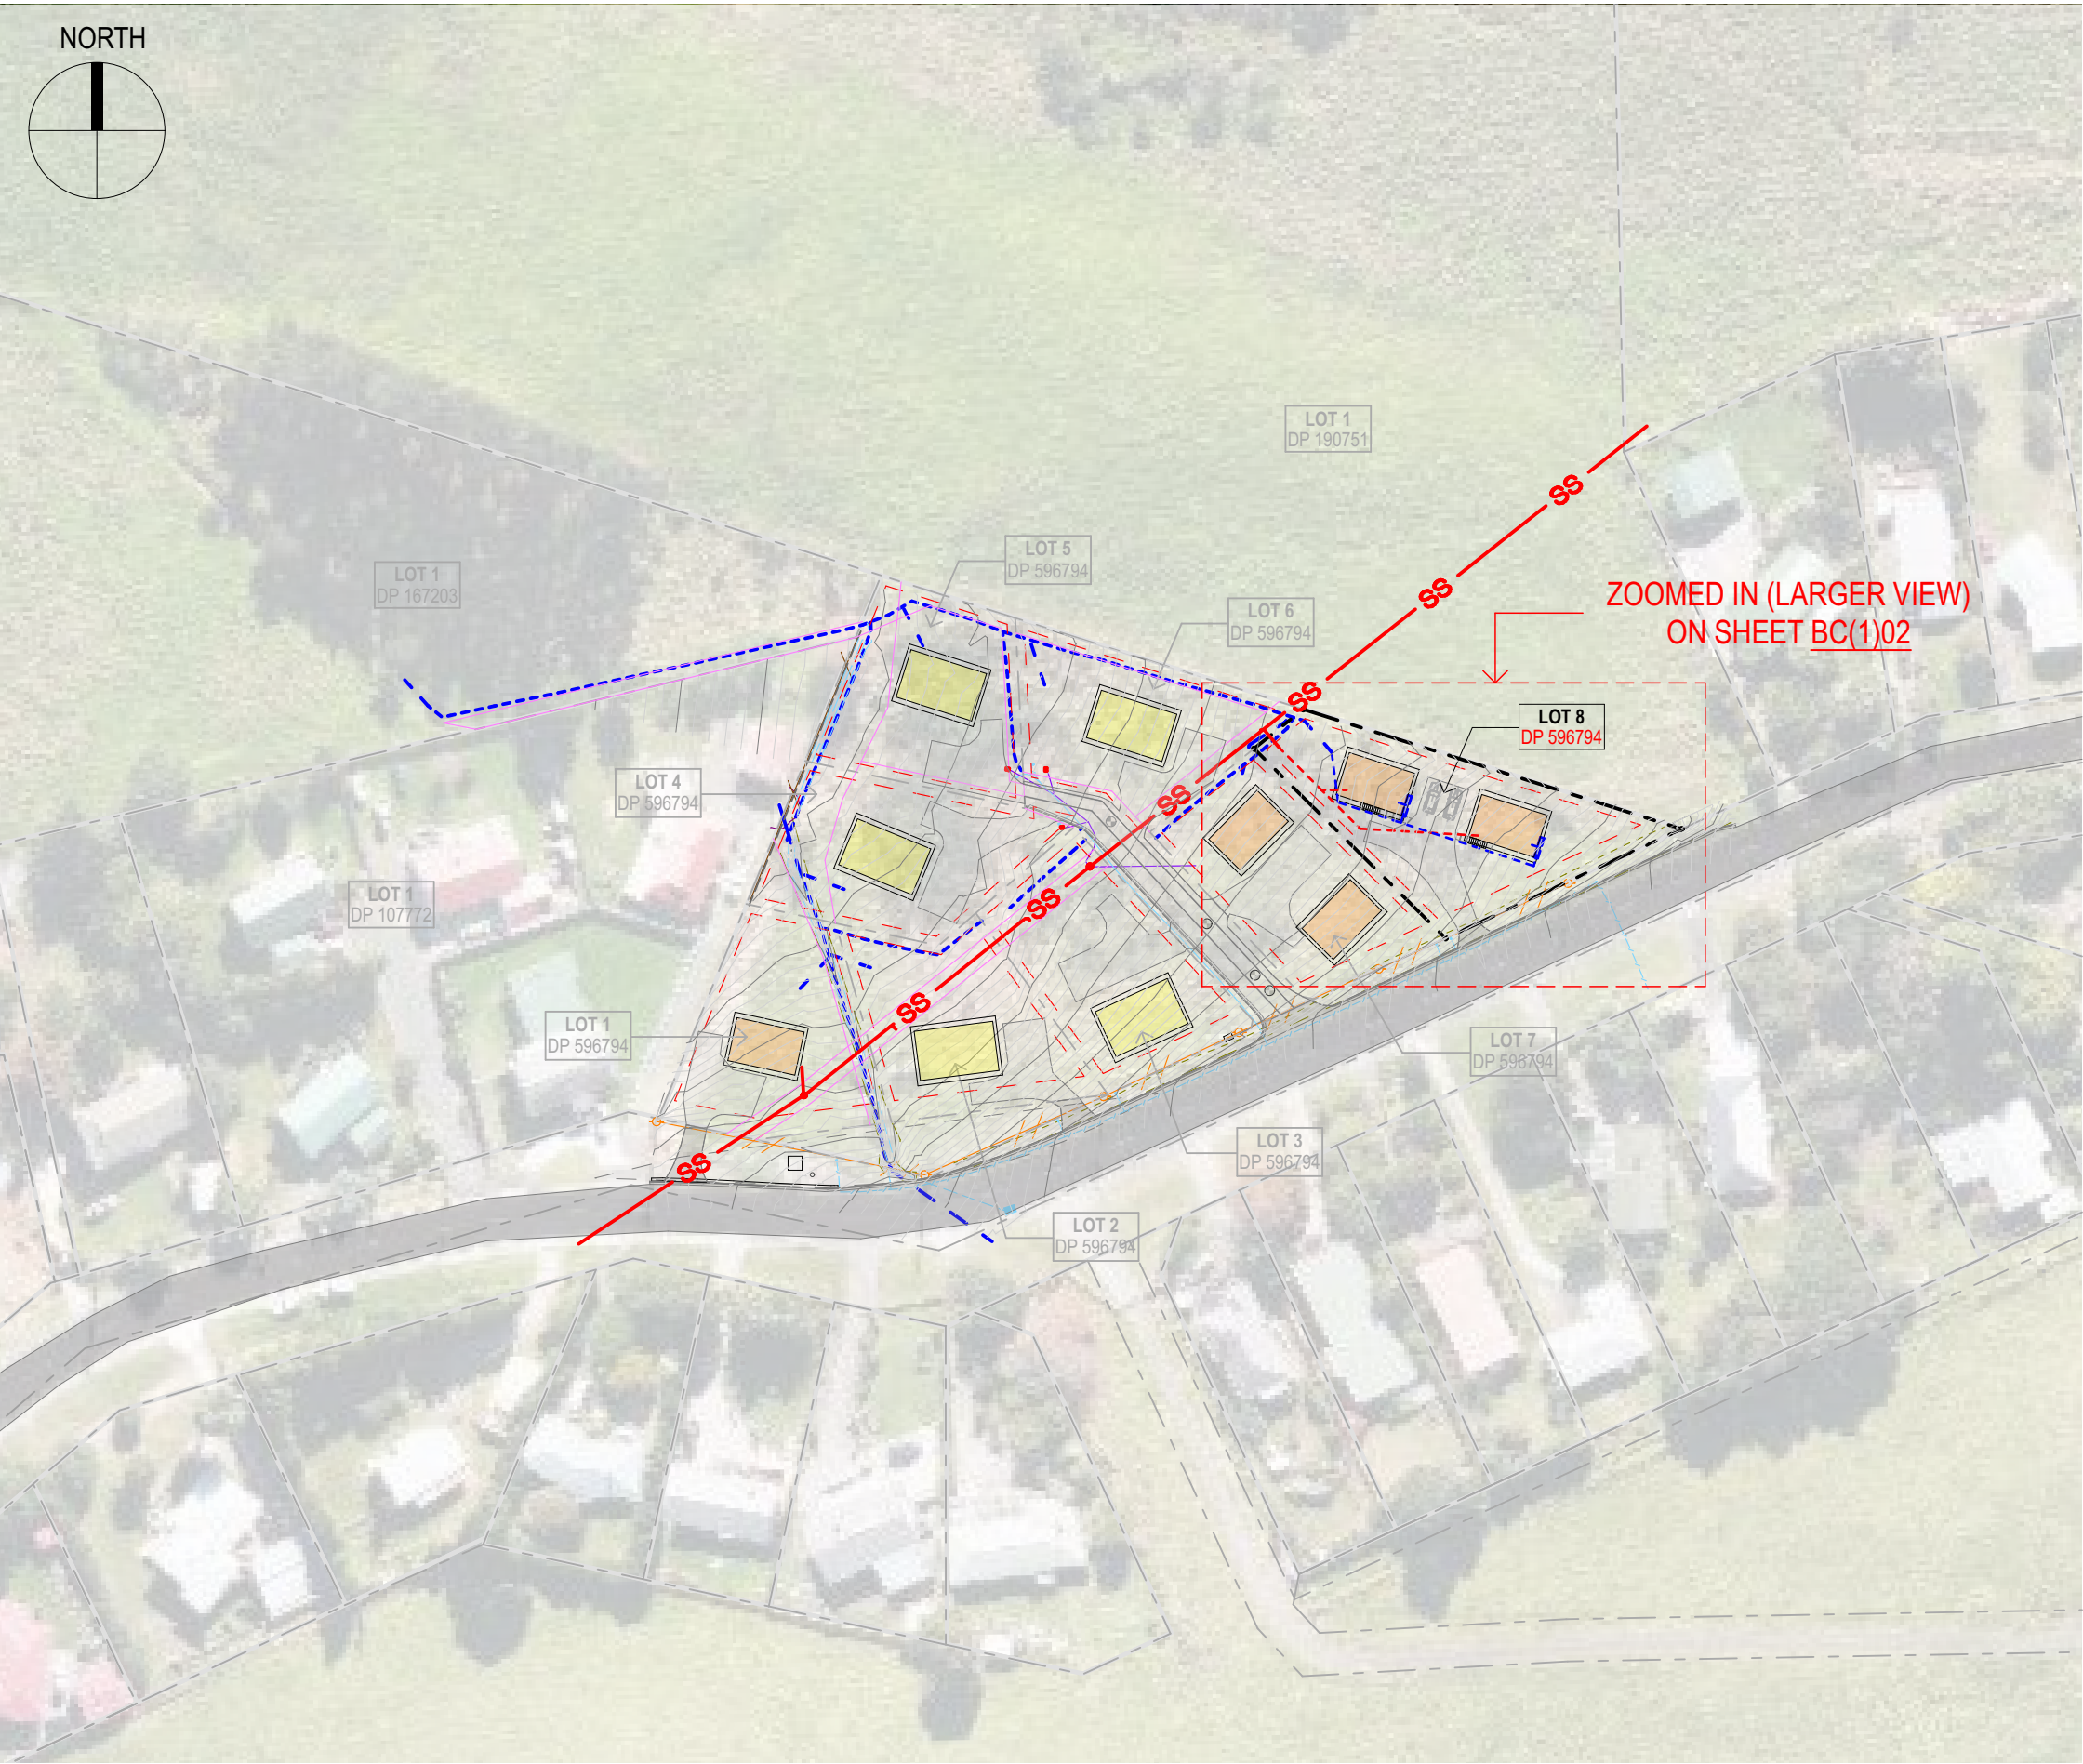 NORTH
LOT 1
DP 190751
SS
SS
LOT 5
DP 596794
LOT 1
DP 167203
ZOOMED IN (LARGER VIEW)
ON SHEET BC(1)02
LOT 6
DP 596794
SS
LOT 8
DP 596794
LOT 4
DP 596794
SS
LOT 1
DP 107772
SS
SS
LOT 1
DP 596794
LOT 7
DP 596794
LOT 3
DP 596794
SS
LOT 2
DP 596794